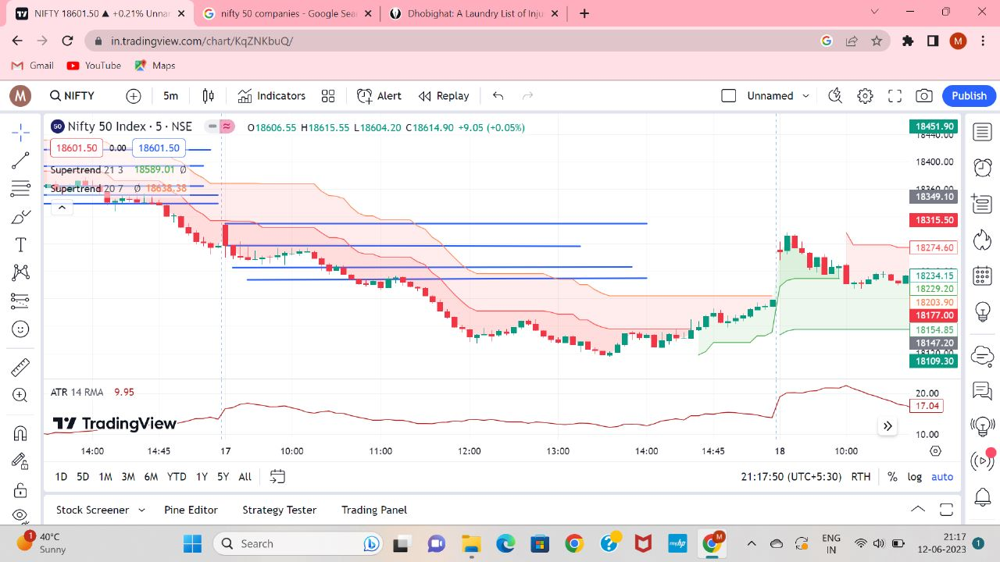 NIFTY 18601.50 ▲ +0.21% Unnar
nifty 50 companies - Google Sea
Dhobighat: A Laundry List of Inju
in.tradingview.com/chart/KqZNKbuQ/
M
Gmail YouTube Maps
M NIFTY 5m Indicators Alert Replay Unnamed Publish
50 Nifty 50 Index · 5 · NSE O18606.55 H18615.55 L18604.20 C18614.90 +9.05 (+0.05%)
18601.50 0.00 18601.50
Supertrend 21 3 18589.01 Ø
Supertrend 20 7 Ø 18638.38
18451.90
18440.00
18400.00
18360.00
18349.10
18315.50
18274.60
18234.15
18229.20
18203.90
18177.00
18154.85
18147.20
18120.00
18109.30
ATR 14 RMA 9.95
20.00
17.04
10.00
TradingView
14:00 14:45 17 10:00 11:00 12:00 13:00 14:00 14:45 18 10:00
1D 5D 1M 3M 6M YTD 1Y 5Y All 21:17:50 (UTC+5:30) RTH % log auto
Stock Screener Pine Editor Strategy Tester Trading Panel
1
40°C
Sunny
Search
myhp
M
ENG
IN
21:17
12-06-2023
1